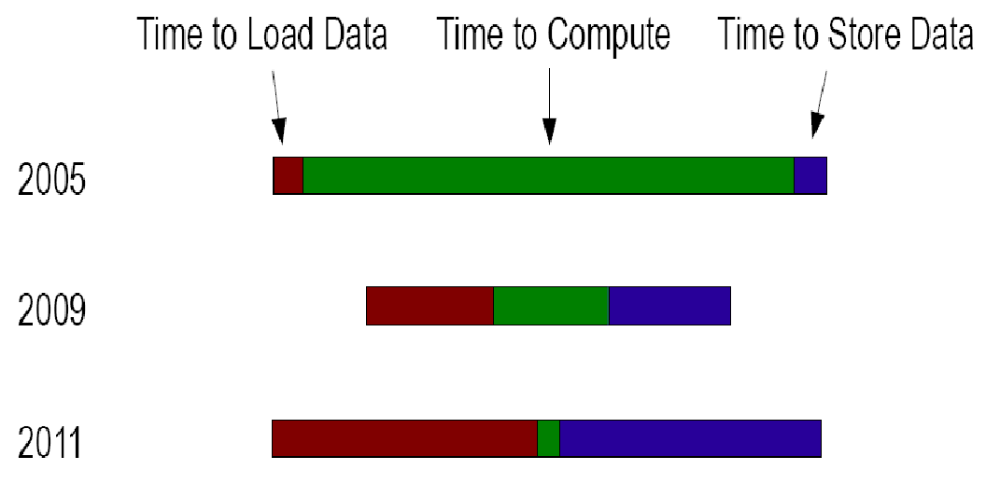 Time to Load Data
Time to Compute
Time to Store Data
2005
2009
2011